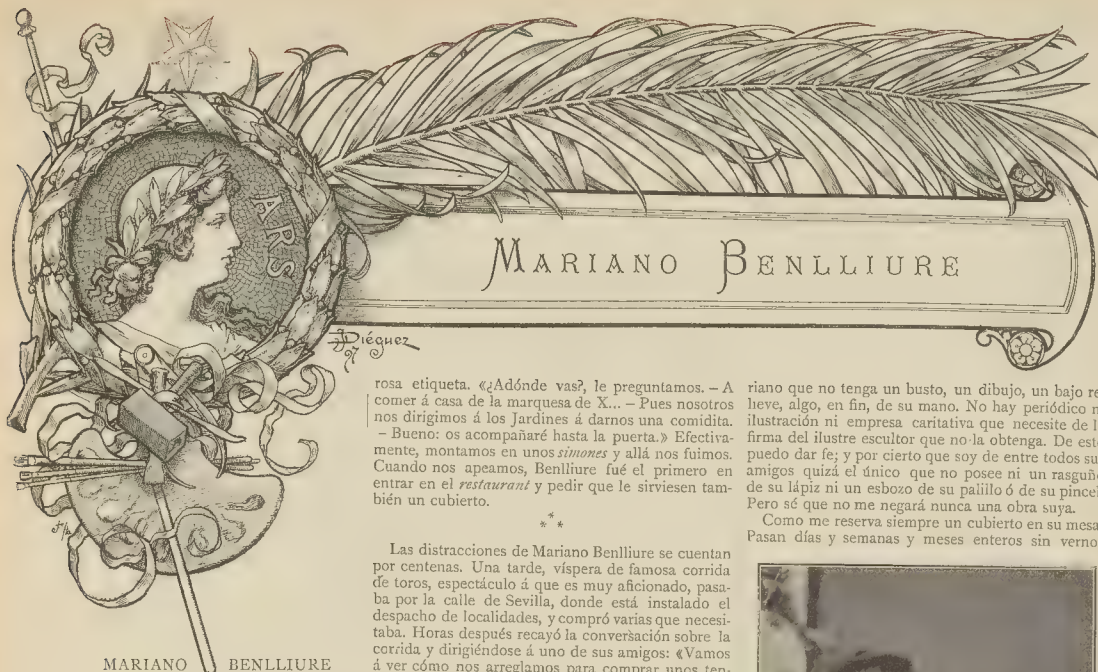 ARS
MARIANO BENLLIURE
JDiéguez
97
MARIANO BENLLIURE
rosa etiqueta. «¿Adónde vas?, le preguntamos. – A
comer á casa de la marquesa de X... – Pues nosotros
nos dirigimos á los Jardines á darnos una comidita.
– Bueno: os acompañaré hasta la puerta.» Efectiva-
mente, montamos en unos simones y allá nos fuimos.
Cuando nos apeamos, Benlliure fué el primero en
entrar en el restaurant y pedir que le sirviesen tam-
bién un cubierto.
* * *
Las distracciones de Mariano Benlliure se cuentan
por centenas. Una tarde, víspera de famosa corrida
de toros, espectáculo á que es muy aficionado, pasa-
ba por la calle de Sevilla, donde está instalado el
despacho de localidades, y compró varias que necesi-
taba. Horas después recayó la conversación sobre la
corrida y dirigiéndose á uno de sus amigos: «Vamos
á ver cómo nos arreglamos para comprar unos ten-
riano que no tenga un busto, un dibujo, un bajo re
lieve, algo, en fin, de su mano. No hay periódico n
ilustración ni empresa caritativa que necesite de l
firma del ilustre escultor que no la obtenga. De est
puedo dar fe; y por cierto que soy de entre todos su
amigos quizá el único que no posee ni un rasguñ
de su lápiz ni un esbozo de su palillo ó de su pincel
Pero sé que no me negará nunca una obra suya.
Como me reserva siempre un cubierto en su mesa
Pasan días y semanas y meses enteros sin verno